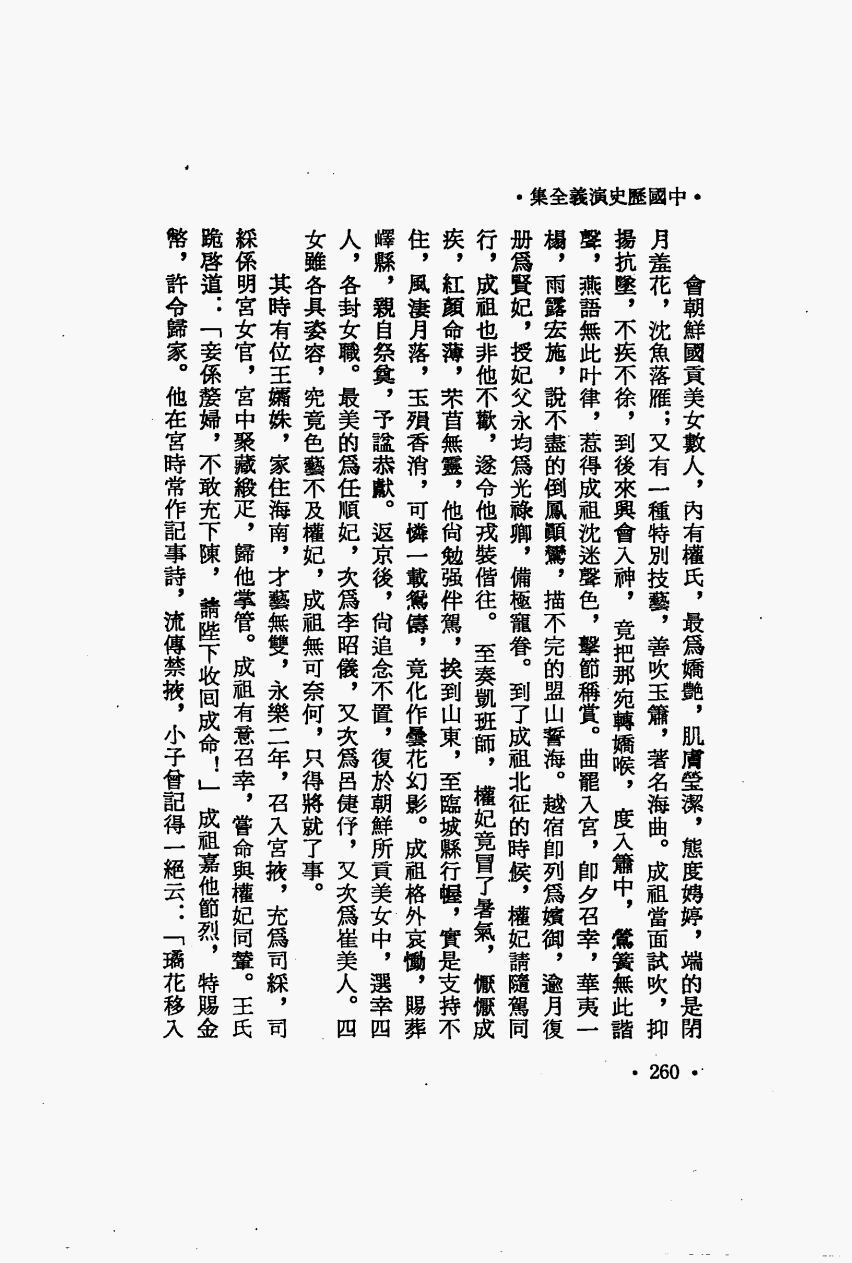 •中國歷史演義全集•
會朝鮮國貢美女數人，內有權氏，最爲嬌艷，肌膚瑩潔，態度娉婷，端的是閉
月羞花，沈魚落雁；又有一種特別技藝，善吹玉簫，著名海曲。成祖當面試吹，抑
揚抗墜，不疾不徐，到後來興會入神，竟把那宛轉嬌喉，度入簫中，鶯簧無此諧
聲，燕語無此叶律，惹得成祖沈迷聲色，擊節稱賞。曲罷入宮，卽夕召幸，華夷一
榻，雨露宏施，說不盡的倒鳳顚鸞，描不完的盟山誓海。越宿卽列爲嬪御，逾月復
册爲賢妃，授妃父永均爲光祿卿，備極寵眷。到了成祖北征的時候，權妃請隨駕同
行，成祖也非他不歡，遂令他戎裝偕往。至奏凱班師，權妃竟冒了暑氣，懨懨成
疾，紅顏命薄，芣苢無靈，他尙勉强伴駕，挨到山東，至臨城縣行幄，實是支持不
住，風淒月落，玉殞香消，可憐一載鴛儔，竟化作曇花幻影。成祖格外哀慟，賜葬
嶧縣，親自祭奠，予諡恭獻。返京後，尙追念不置，復於朝鮮所貢美女中，選幸四
人，各封女職。最美的爲任順妃，次爲李昭儀，又次爲呂倢伃，又次爲崔美人。四
女雖各具姿容，究竟色藝不及權妃，成祖無可奈何，只得將就了事。
其時有位王孀姝，家住海南，才藝無雙，永樂二年，召入宮掖，充爲司綵，司
綵係明宮女官，宮中聚藏緞疋，歸他掌管。成祖有意召幸，嘗命與權妃同輦。王氏
跪啓道：「妾係嫠婦，不敢充下陳，請陛下收囘成命！」成祖嘉他節烈，特賜金
幣，許令歸家。他在宮時常作記事詩，流傳禁掖，小子曾記得一絕云：「璚花移入
•260•